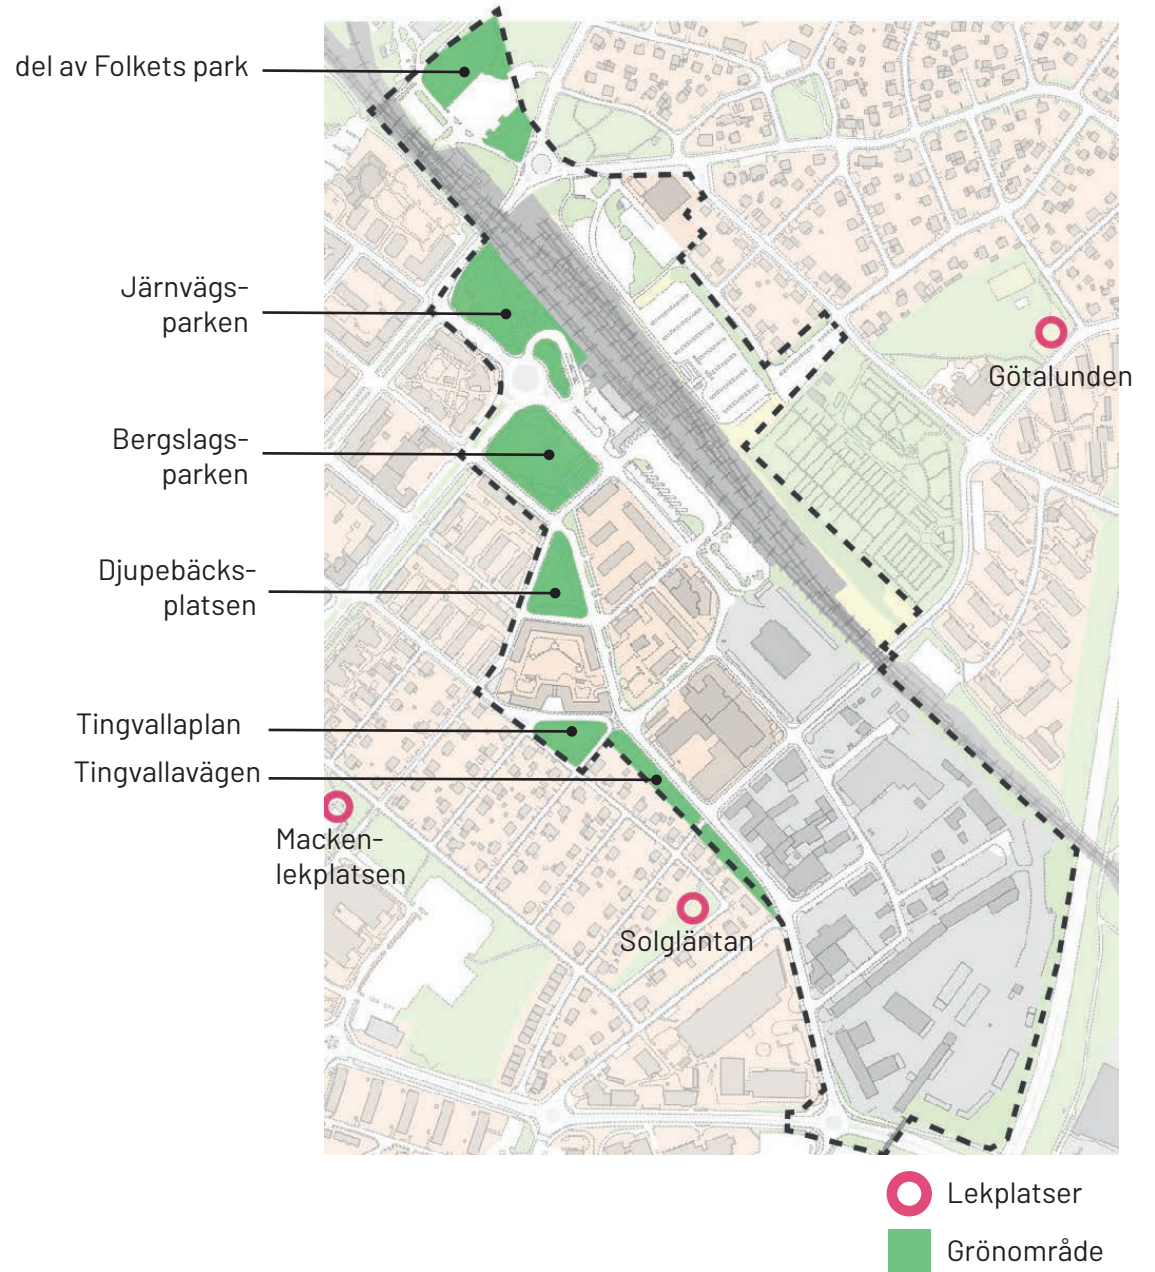 del av Folkets park
Järnvägs-
parken
Götalunden
Bergslags-
parken
Djupebäcks-
platsen
Tingvallaplan
Tingvallavägen
Macken-
lekplatsen
Solgläntan
Lekplatser
Grönområde